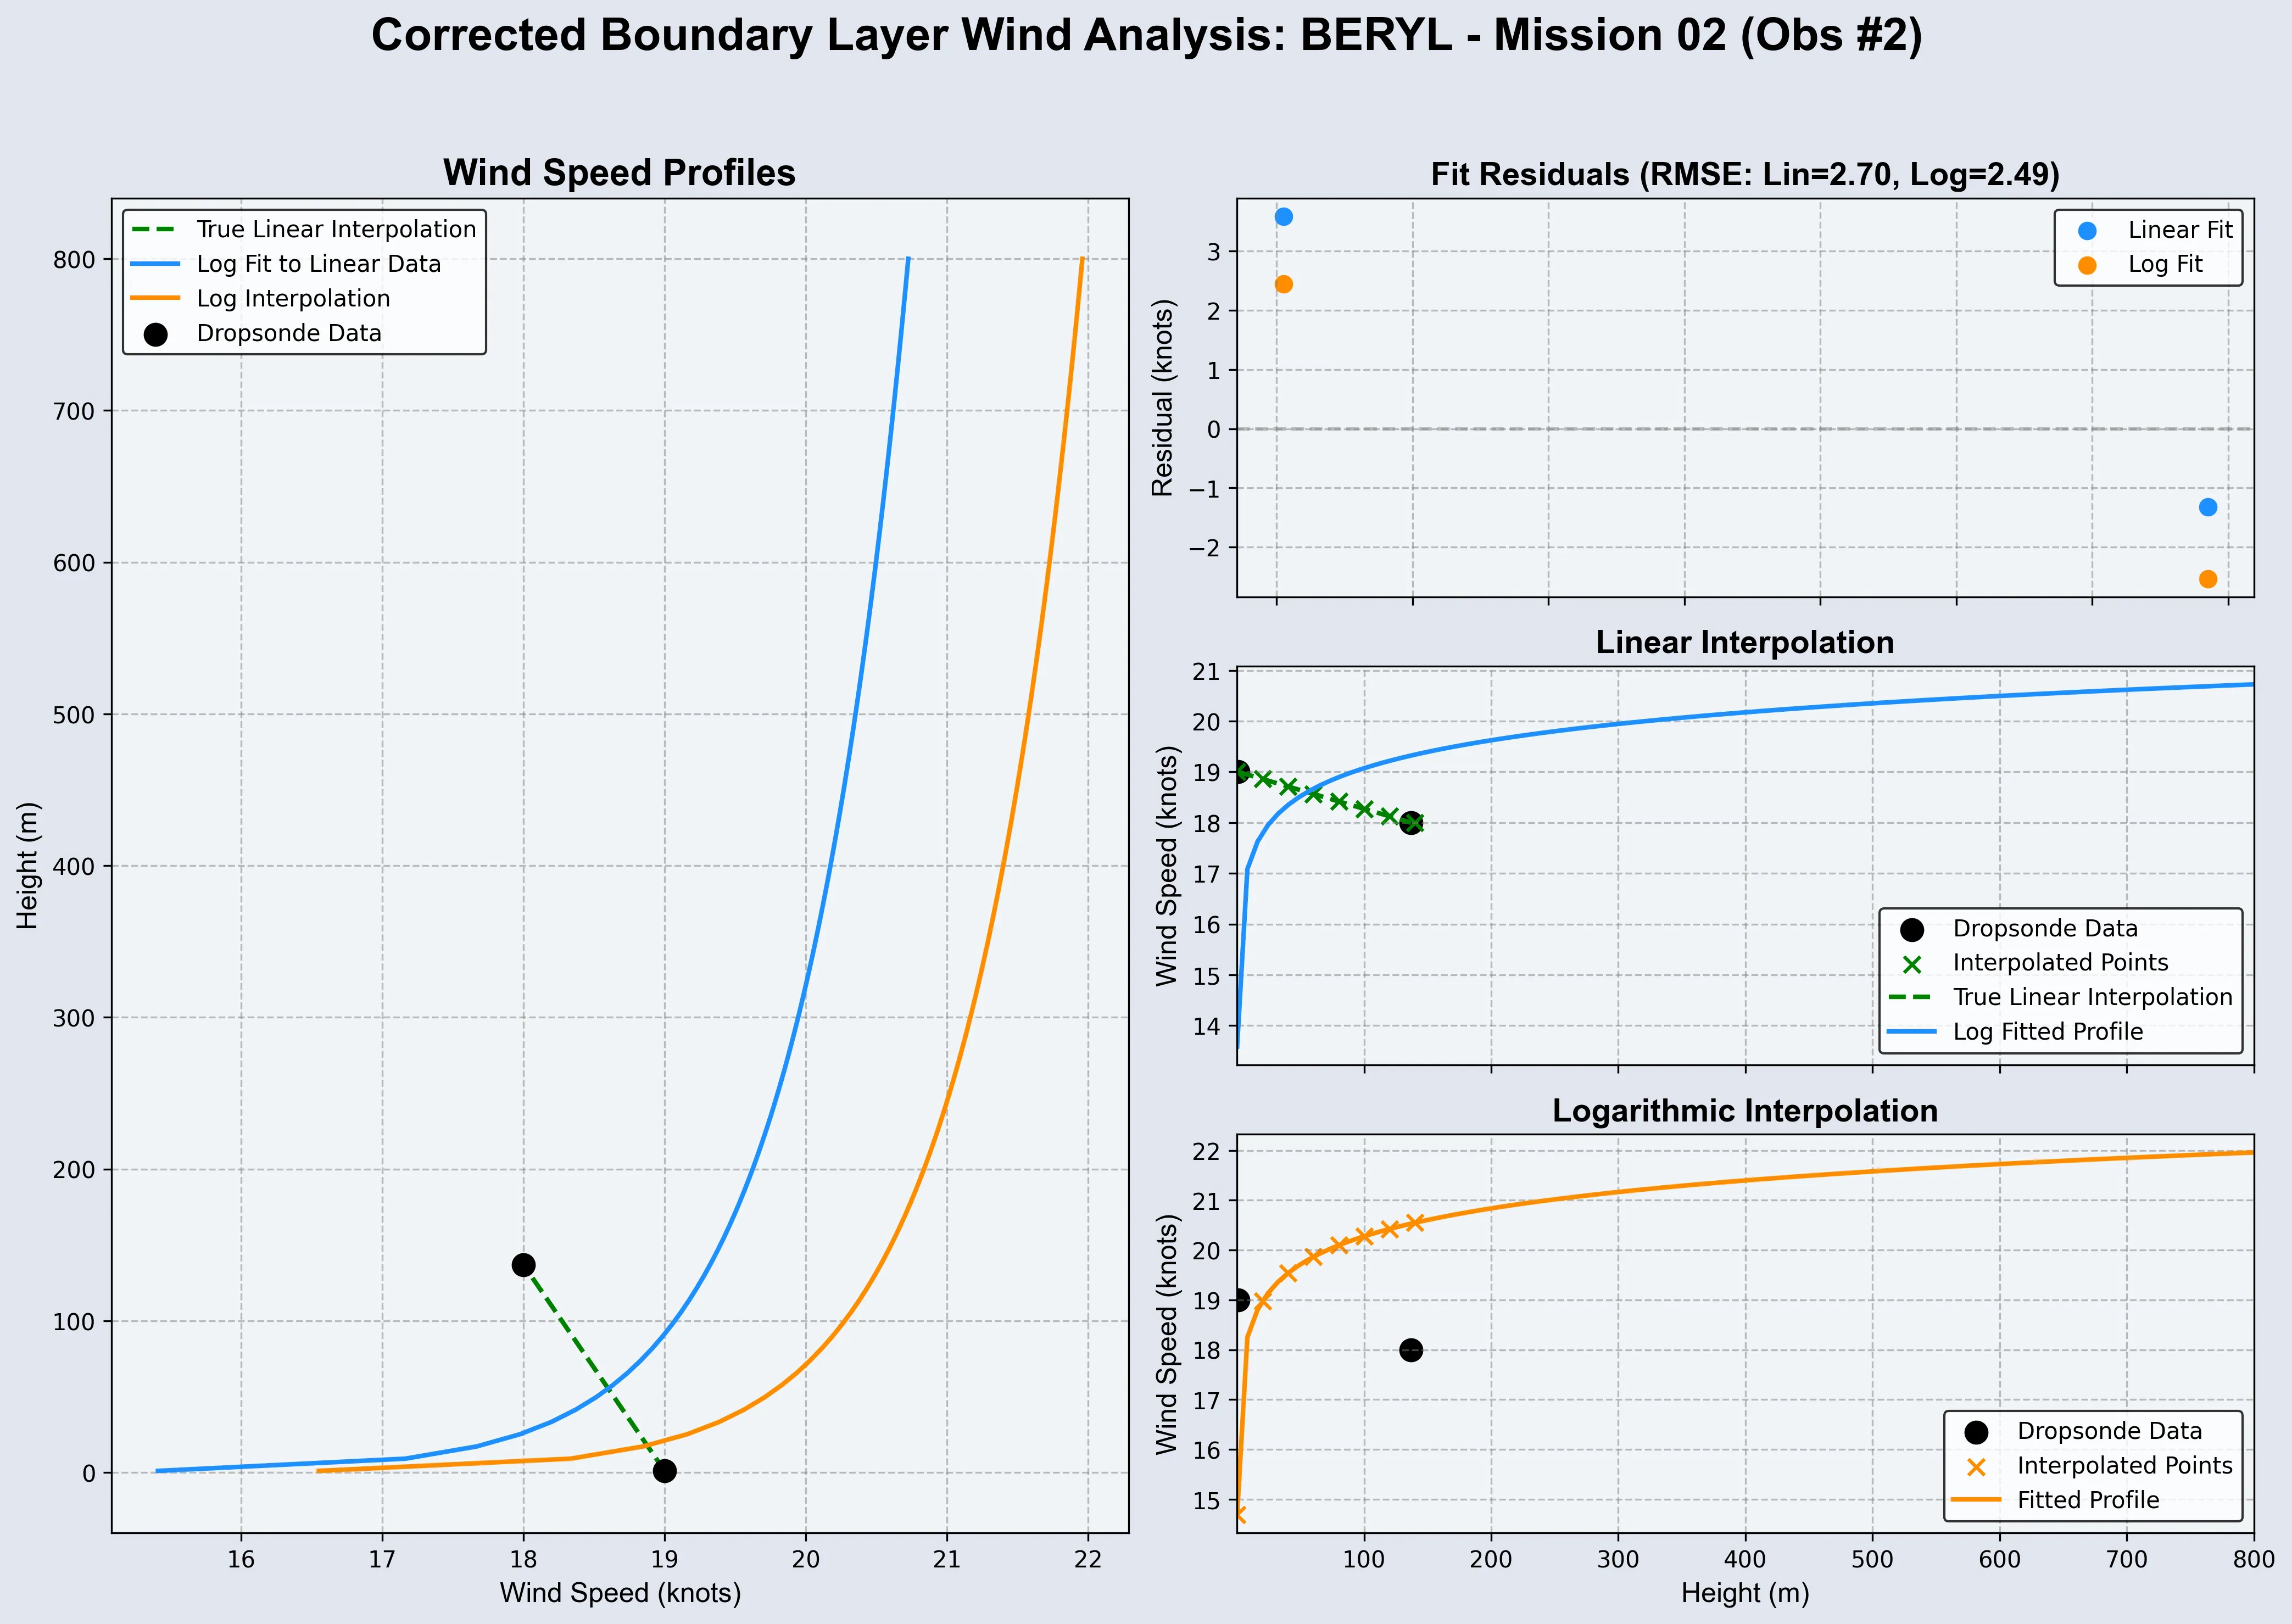 Corrected Boundary Layer Wind Analysis: BERYL - Mission 02 (Obs #2)
Wind Speed Profiles
True Linear Interpolation
Log Fit to Linear Data
Log Interpolation
Dropsonde Data
800
700
600
500
400
300
200
100
0
Height (m)
16 17 18 19 20 21 22
Wind Speed (knots)
Fit Residuals (RMSE: Lin=2.70, Log=2.49)
Linear Fit
Log Fit
3
2
1
0
−1
−2
Residual (knots)
Linear Interpolation
21
20
19
18
17
16
15
14
Wind Speed (knots)
Dropsonde Data
Interpolated Points
True Linear Interpolation
Log Fitted Profile
Logarithmic Interpolation
22
21
20
19
18
17
16
15
Wind Speed (knots)
Dropsonde Data
Interpolated Points
Fitted Profile
100 200 300 400 500 600 700 800
Height (m)